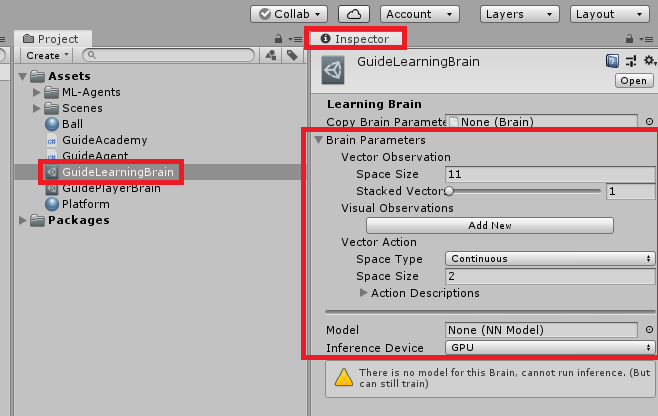 Collab
Account
Layers
Layout
Project
Create
Assets
ML-Agents
Scenes
Ball
GuideAcademy
GuideAgent
GuideLearningBrain
GuidePlayerBrain
Platform
Packages
Inspector
GuideLearningBrain
Open
Learning Brain
Copy Brain Paramete None (Brain)
Brain Parameters
Vector Observation
Space Size 11
Stacked Vector 1
Visual Observations
Add New
Vector Action
Space Type Continuous
Space Size 2
Action Descriptions
Model None (NN Model)
Inference Device GPU
There is no model for this Brain, cannot run inference. (But
can still train)